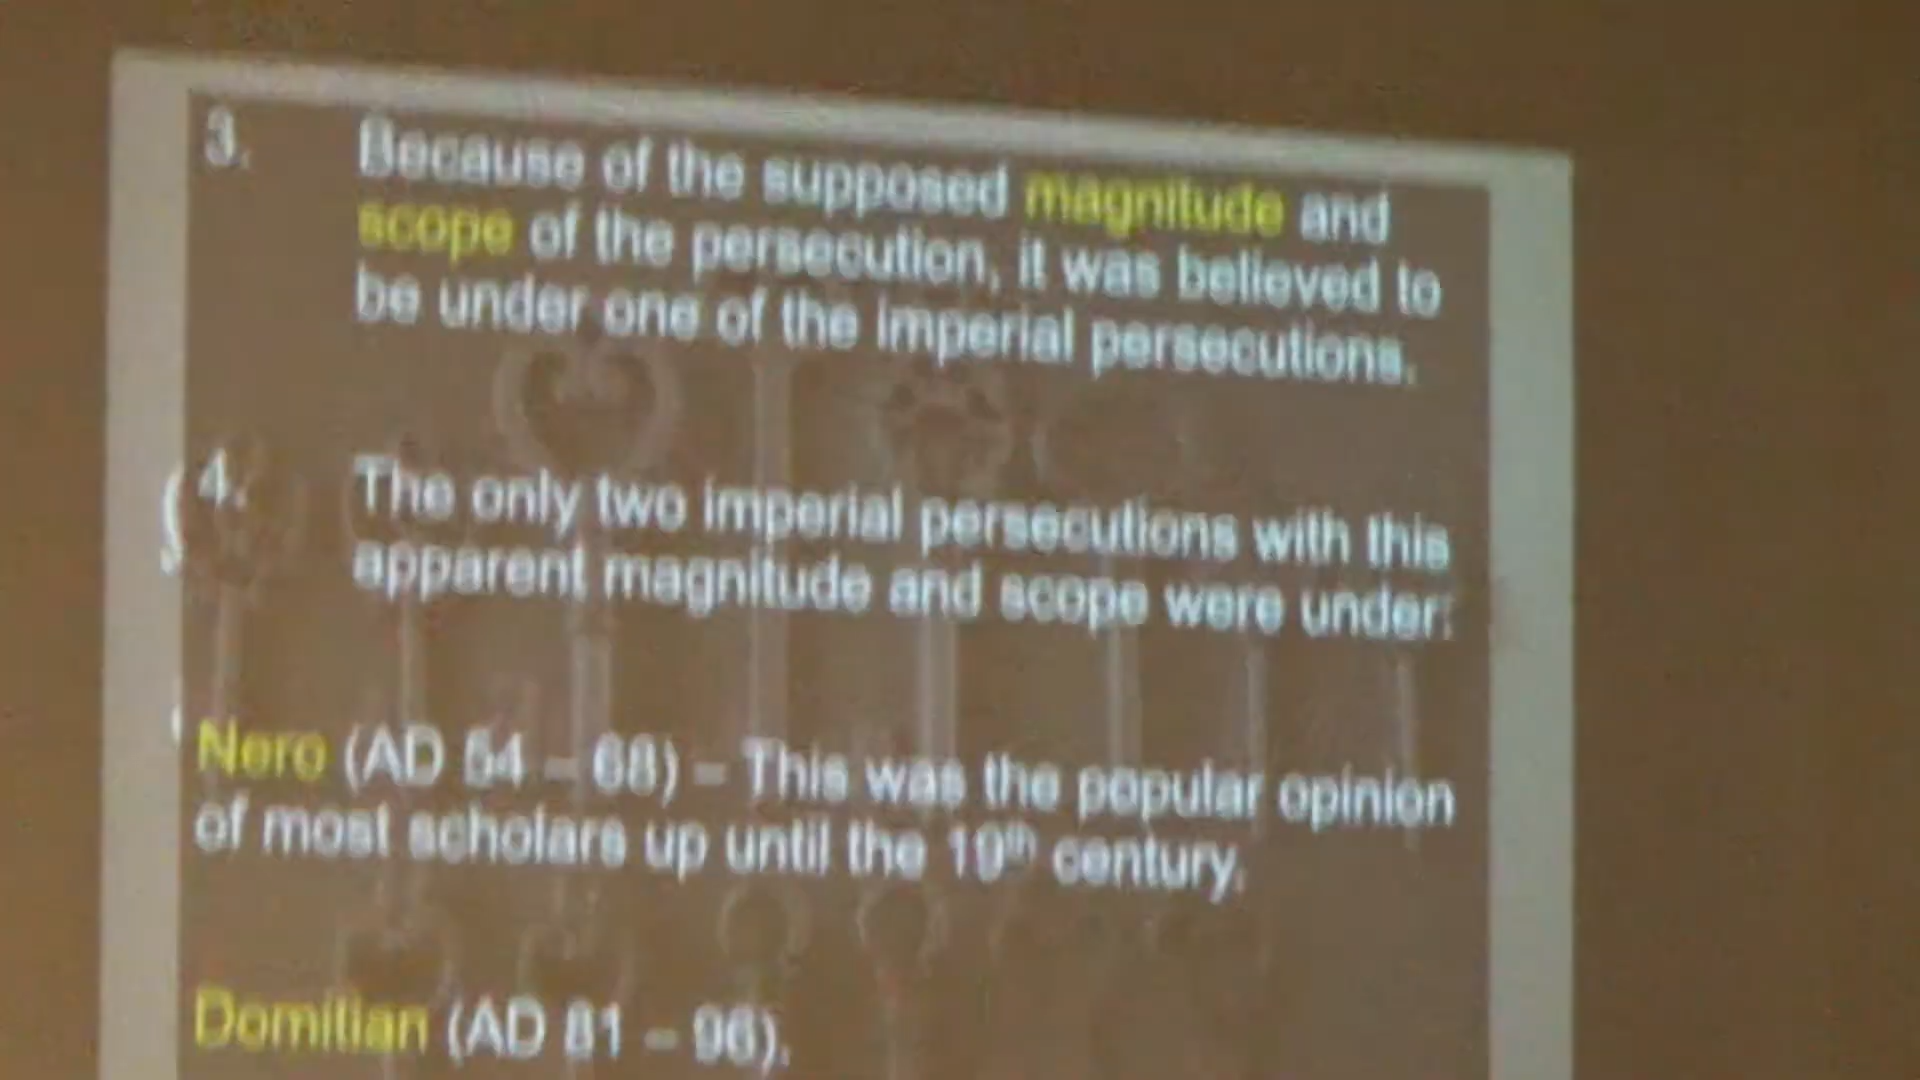 3. Because of the supposed magnitude and
scope of the persecution, it was believed to
be under one of the imperial persecutions.
4. The only two imperial persecutions with this
apparent magnitude and scope were under:
Nero (AD 54 – 68) – This was the popular opinion
of most scholars up until the 19th century.
Domitian (AD 81 – 96).